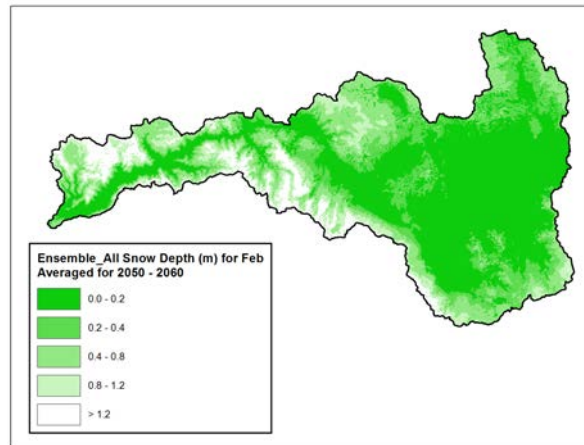 Ensemble_All Snow Depth (m) for Feb
Averaged for 2050 - 2060
0.0 - 0.2
0.2 - 0.4
0.4 - 0.8
0.8 - 1.2
> 1.2